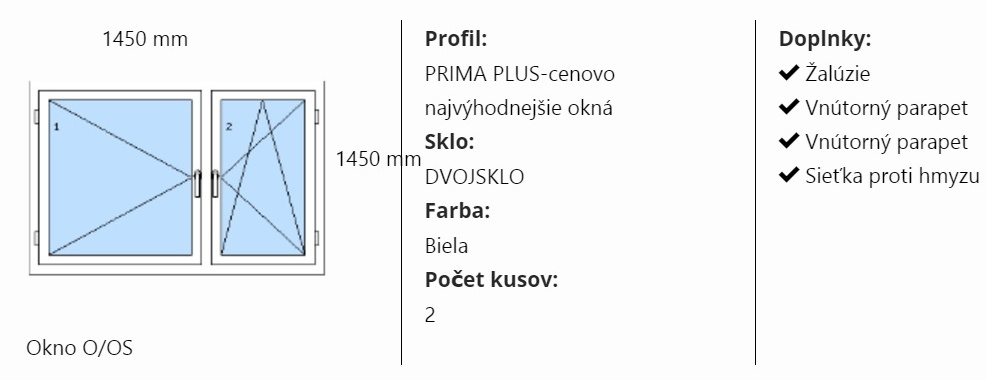 1450 mm
1
2
1450 mm
Okno O/OS
Profil:
PRIMA PLUS-cenovo
najvýhodnejšie okná
Sklo:
DVOJSKLO
Farba:
Biela
Počet kusov:
2
Doplnky:
✔ Žalúzie
✔ Vnútorný parapet
✔ Vnútorný parapet
✔ Sieťka proti hmyzu